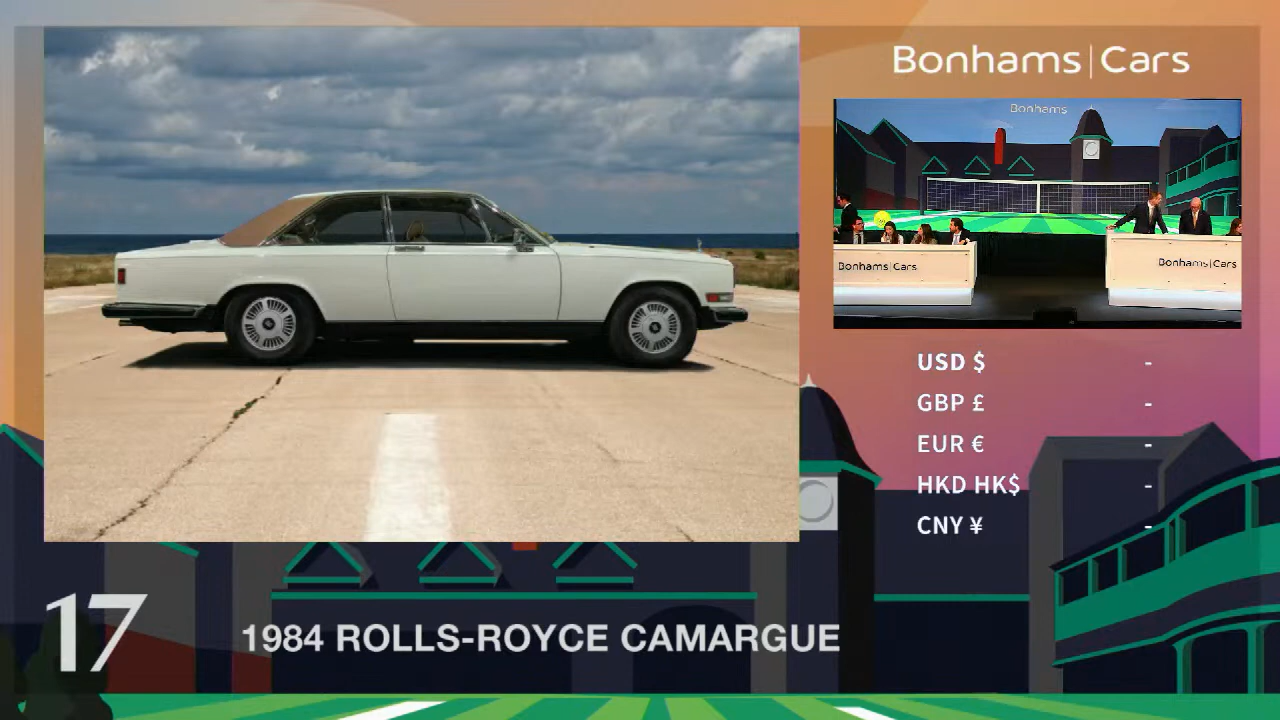 Bonhams|Cars
Bonhams
Bonhams|Cars
Bonhams|Cars
USD $ -
GBP £ -
EUR € -
HKD HK$ -
CNY ¥ -
17
1984 ROLLS-ROYCE CAMARGUE